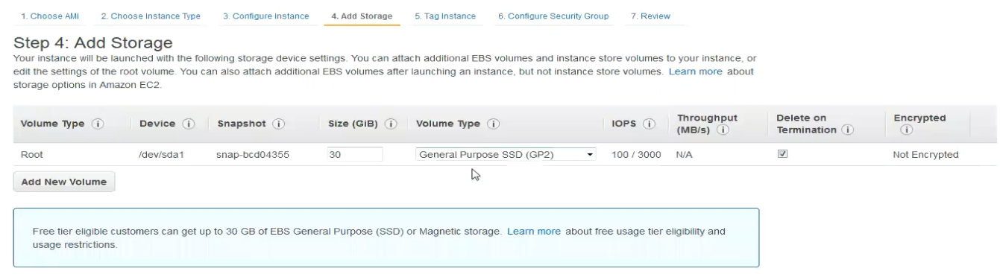 1. Choose AMI 2. Choose Instance Type 3. Configure Instance 4. Add Storage 5. Tag Instance 6. Configure Security Group 7. Review
Step 4: Add Storage
Your instance will be launched with the following storage device settings. You can attach additional EBS volumes and instance store volumes to your instance, or
edit the settings of the root volume. You can also attach additional EBS volumes after launching an instance, but not instance store volumes. Learn more about
storage options in Amazon EC2.
Volume Type i Device i Snapshot i Size (GiB) i Volume Type i IOPS i Throughput (MB/s) i Delete on Termination i Encrypted i
Root /dev/sda1 snap-bcd04355 30 General Purpose SSD (GP2) 100 / 3000 N/A Not Encrypted
Add New Volume
Free tier eligible customers can get up to 30 GB of EBS General Purpose (SSD) or Magnetic storage. Learn more about free usage tier eligibility and
usage restrictions.